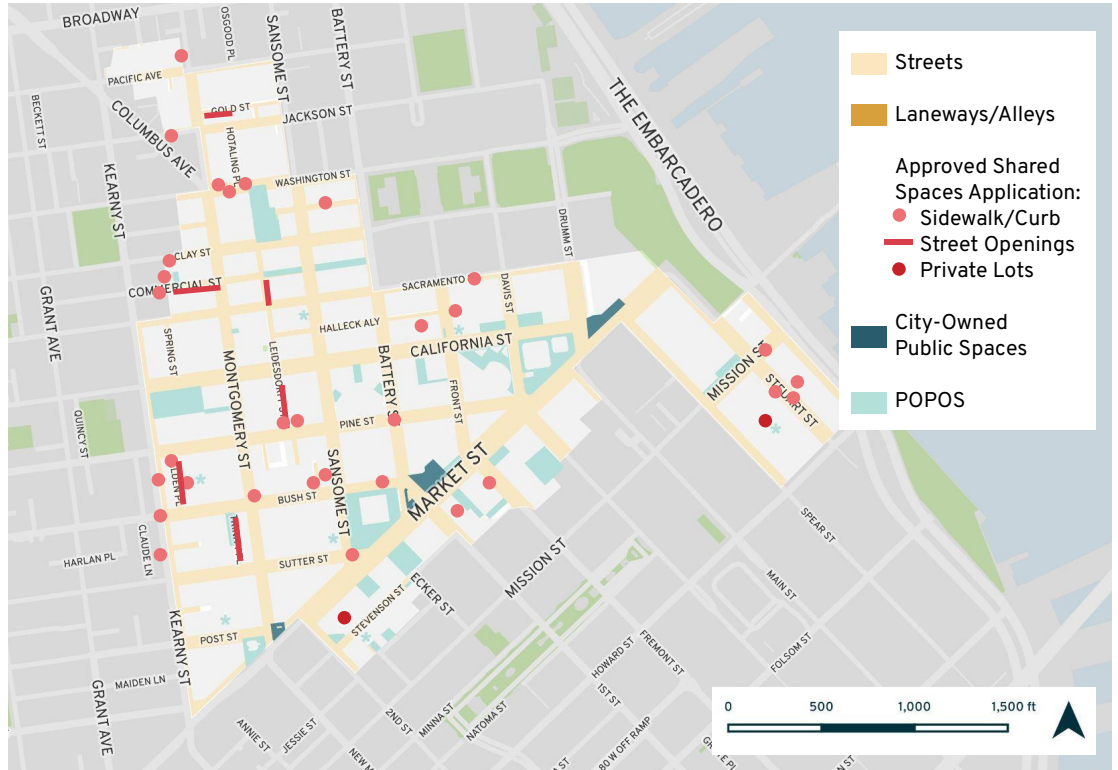 BROADWAY
OSGOOD PL
SANSOME ST
BATTERY ST
PACIFIC AVE
BECKETT ST
COLUMBUS AVE
GOLD ST
JACKSON ST
HOTALING PL
KEARNY ST
WASHINGTON ST
THE EMBARCADERO
DRUMM ST
CLAY ST
COMMERCIAL ST
SACRAMENTO
DAVIS ST
GRANT AVE
SPRING ST
HALLECK ALY
LEIDESDORFF ST
MONTGOMERY ST
BATTERY ST
CALIFORNIA ST
FRONT ST
MISSION ST
STEUART ST
QUINCY ST
PINE ST
SANSOME ST
MARKET ST
BUSH ST
CLAUDE LN
HARLAN PL
SUTTER ST
SPEAR ST
MISSION ST
ECKER ST
MAIN ST
STEVENSON ST
KEARNY ST
POST ST
MAIDEN LN
GRANT AVE
HOWARD ST
FREMONT ST
FOLSOM ST
1ST ST
2ND ST
MINNA ST
NATOMA ST
ANNIE ST
JESSIE ST
80 W OFF RAMP
Streets
Laneways/Alleys
Approved Shared
Spaces Application:
Sidewalk/Curb
Street Openings
Private Lots
City-Owned
Public Spaces
POPOS
0 500 1,000 1,500 ft